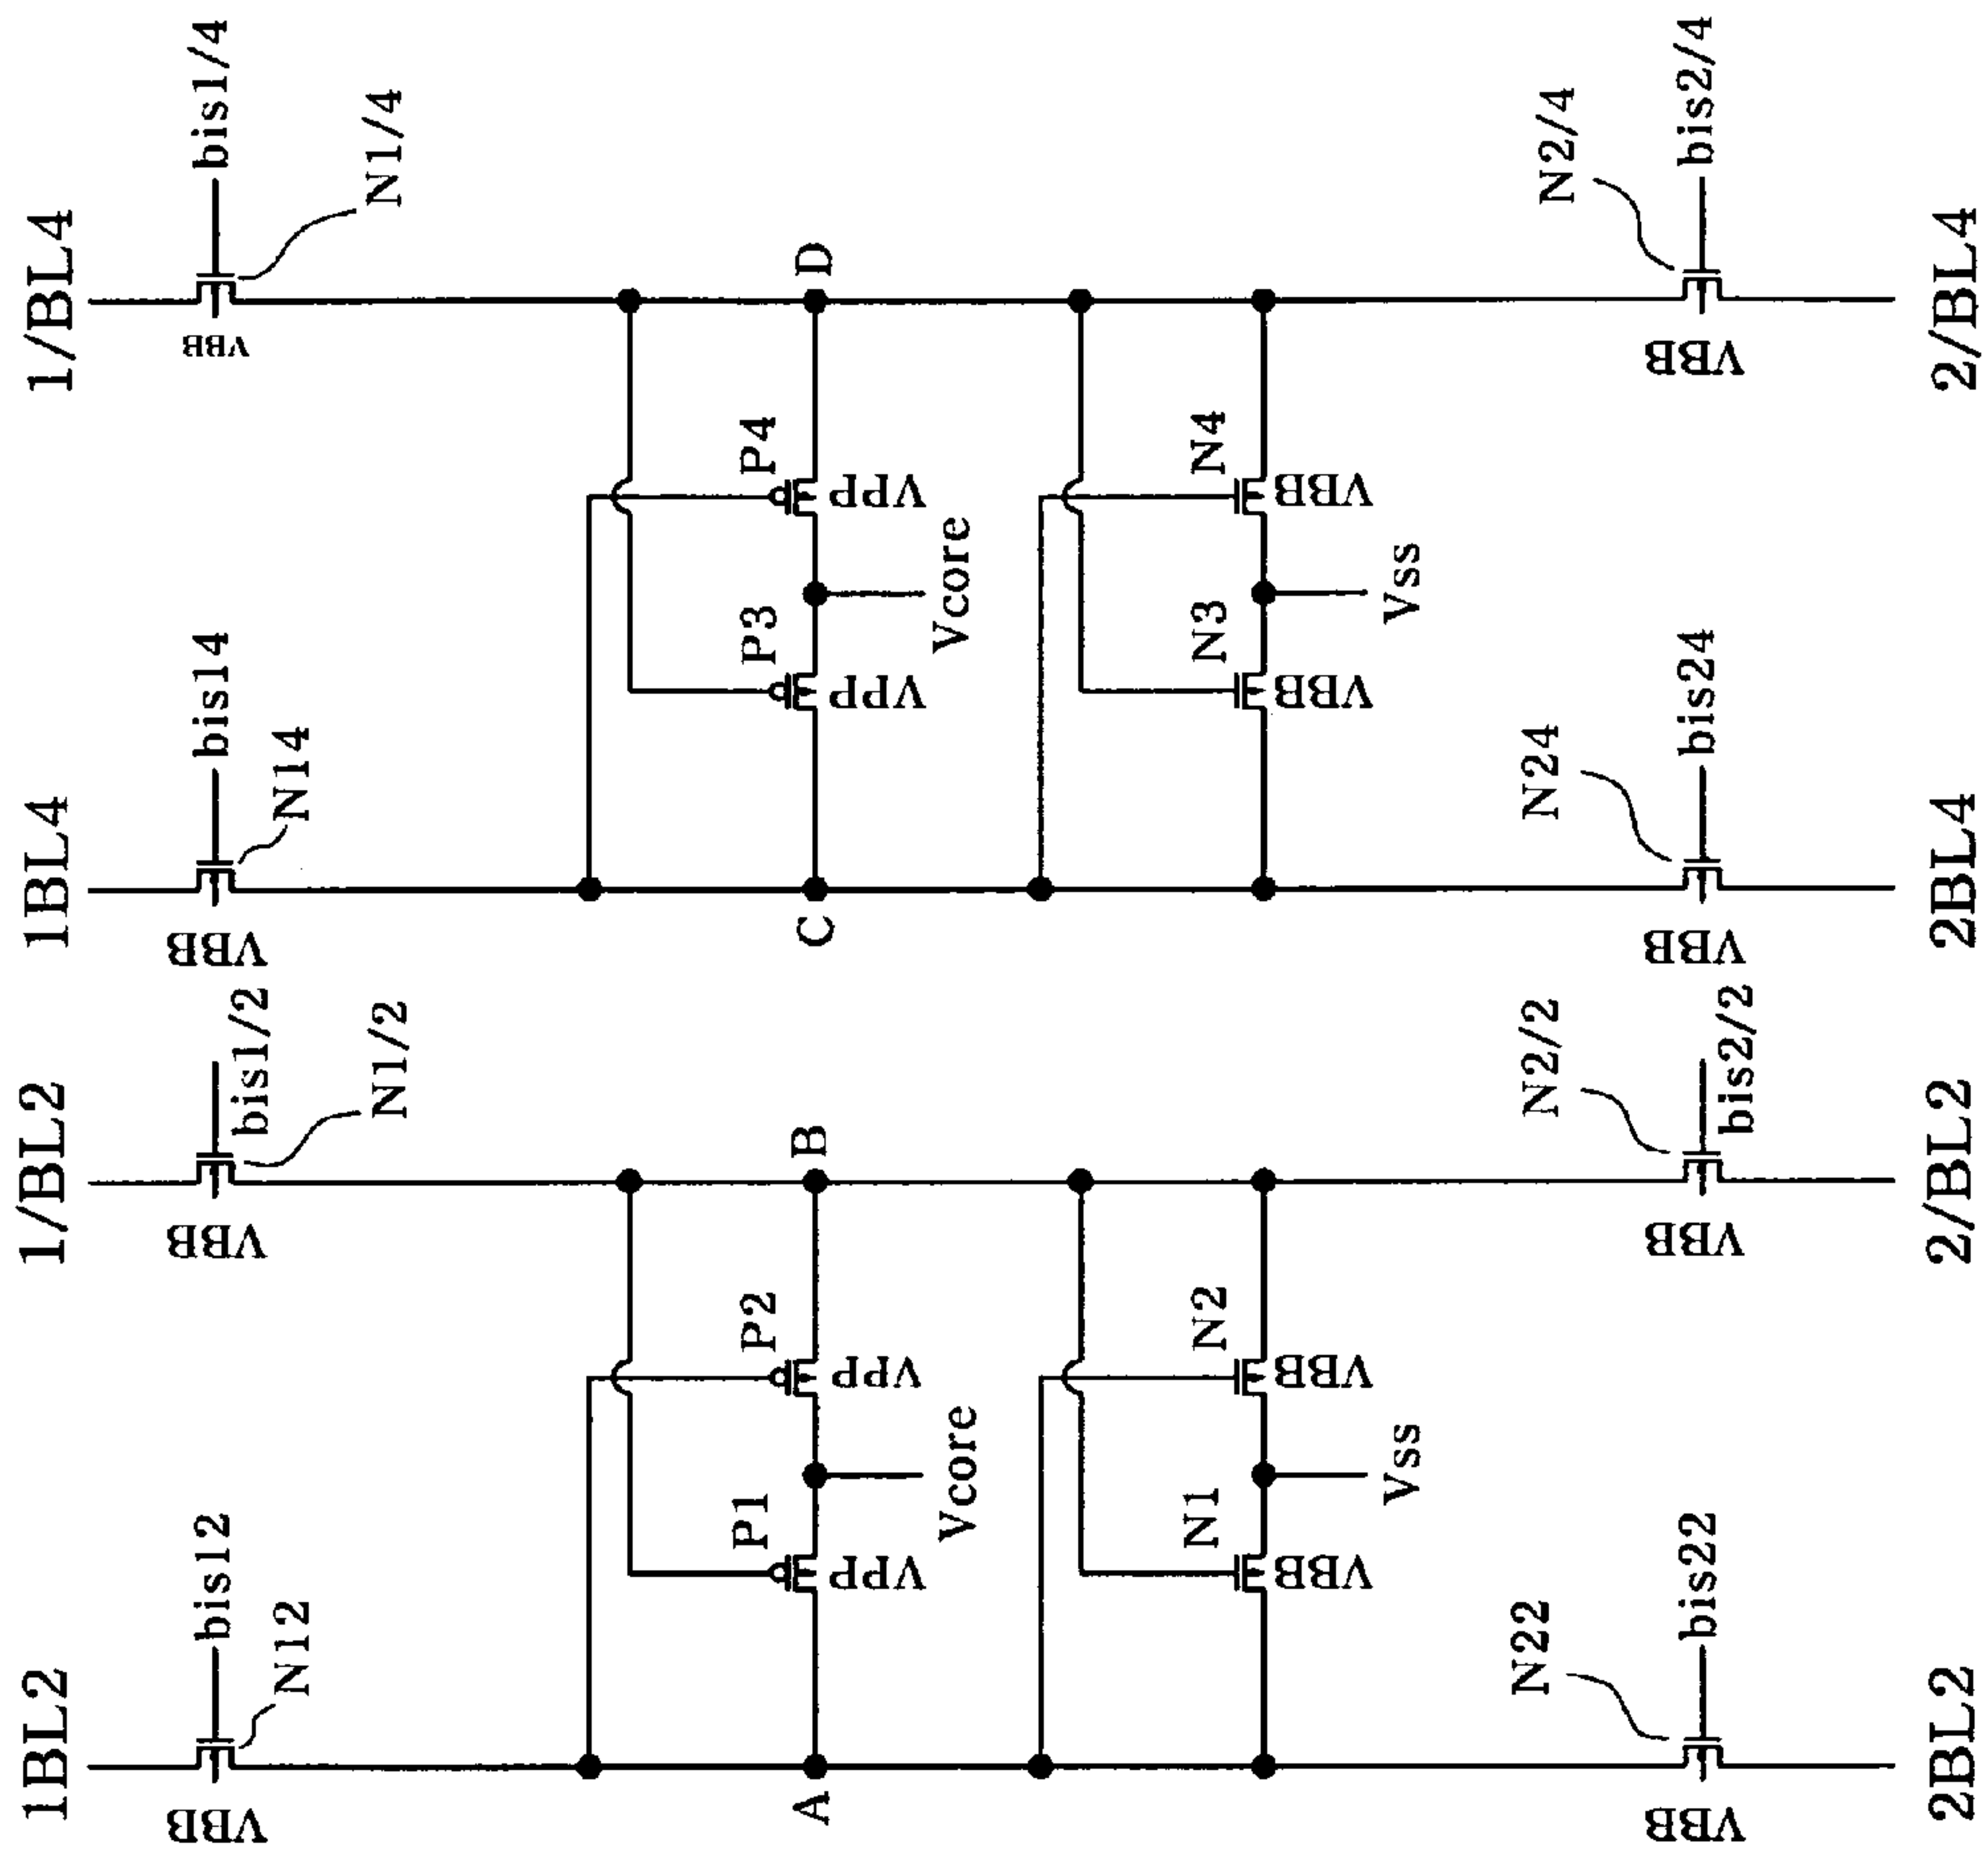 1BL2
1/BL2
1BL4
1/BL4
VBB
bis12
VBB
bis1/2
VBB
bis14
VBB
bis1/4
N12
N1/2
N14
N1/4
P1
P2
P3
P4
A
B
C
D
VPP
VPP
VPP
VPP
Vcore
Vcore
N1
N2
N3
N4
VBB
VBB
VBB
VBB
Vss
Vss
N22
N2/2
N24
N2/4
VBB
bis22
VBB
bis2/2
VBB
bis24
VBB
bis2/4
2BL2
2/BL2
2BL4
2/BL4